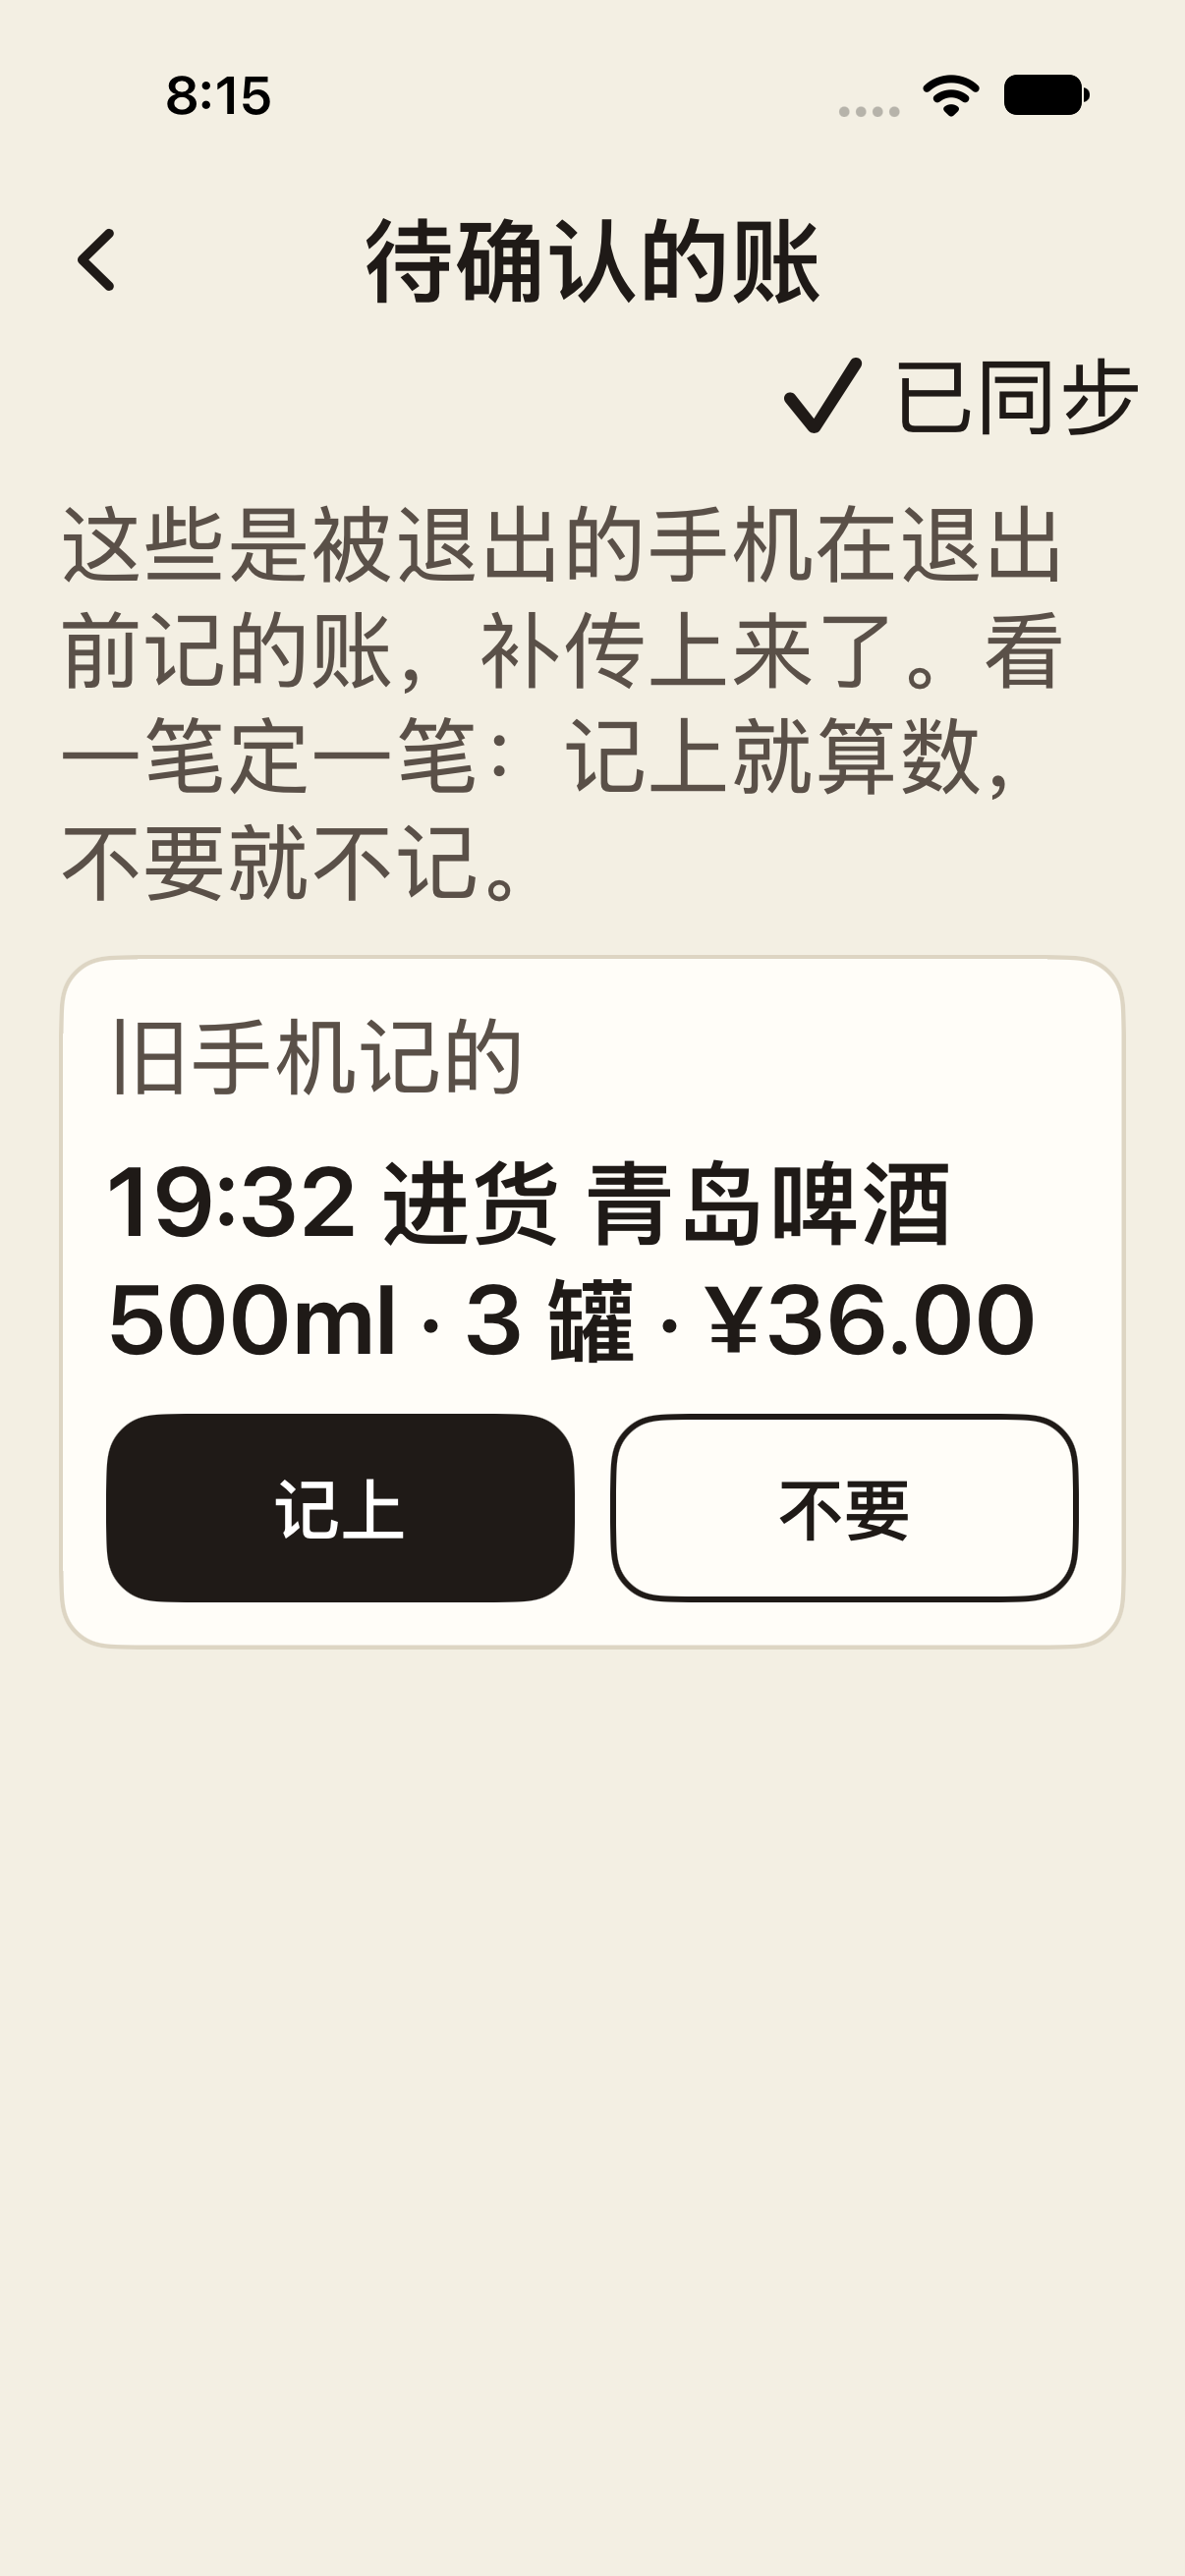 8:15
待确认的账
已同步
这些是被退出的手机在退出
前记的账，补传上来了。看
一笔定一笔：记上就算数，
不要就不记。
旧手机记的
19:32 进货 青岛啤酒
500ml · 3 罐 · ¥36.00
记上
不要